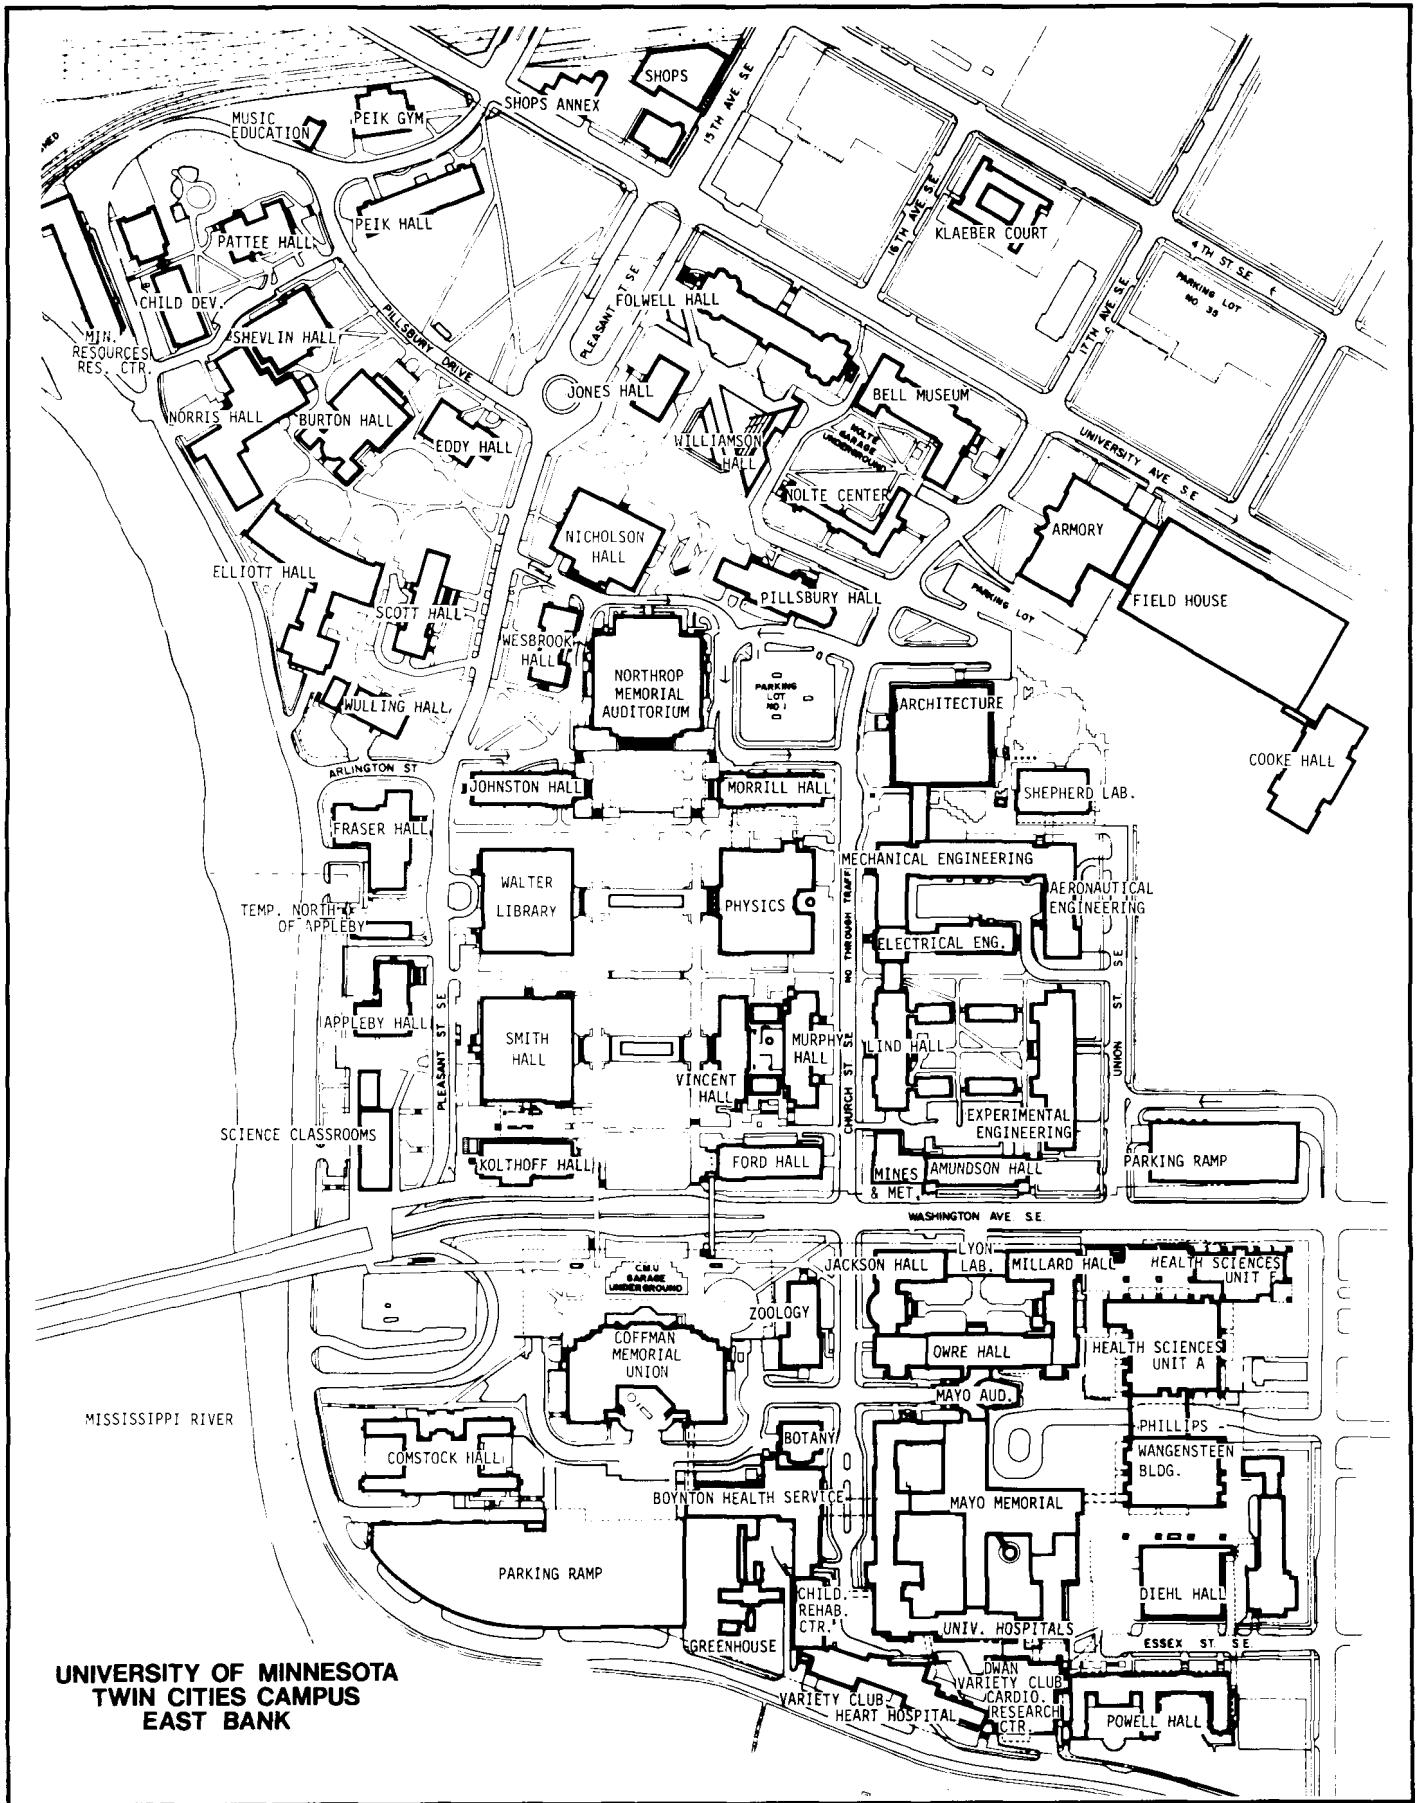 SHOPS
15TH AVE. S.E.
SHOPS ANNEX
MUSIC
EDUCATION
PEIK GYM
PEIK HALL
PATTEE HALL
KLAEBER COURT
16TH AVE S.E.
4TH ST S.E.
PARKING LOT
NO 39
17TH AVE S.E.
PLEASANT ST S.E.
FOLWELL HALL
CHILD DEV.
SHEVLIN HALL
PILLSBURY DRIVE
MIN.
RESOURCES
RES. CTR.
JONES HALL
BELL MUSEUM
NORRIS HALL
BURTON HALL
EDDY HALL
WILLIAMSON
HALL
NOLTE
GARAGE
UNDERGROUND
UNIVERSITY AVE S.E.
NOLTE CENTER
ARMORY
NICHOLSON
HALL
ELLIOTT HALL
SCOTT HALL
PILLSBURY HALL
PARKING LOT
FIELD HOUSE
WESBROOK
HALL
NORTHROP
MEMORIAL
AUDITORIUM
PARKING
LOT
NO 1
ARCHITECTURE
WULLING HALL
COOKE HALL
ARLINGTON ST
JOHNSTON HALL
MORRILL HALL
SHEPHERD LAB.
FRASER HALL
MECHANICAL ENGINEERING
WALTER
LIBRARY
PHYSICS
AERONAUTICAL
ENGINEERING
TEMP. NORTH
OF APPLEBY
NO THROUGH TRAFF
ELECTRICAL ENG.
APPLEBY HALL
PLEASANT ST S.E.
SMITH
HALL
MURPHY
HALL
LIND HALL
UNION ST S.E.
VINCENT
HALL
CHURCH ST S.E.
EXPERIMENTAL
ENGINEERING
SCIENCE CLASSROOMS
KOLTHOFF HALL
FORD HALL
MINES
& MET.
AMUNDSON HALL
PARKING RAMP
WASHINGTON AVE S.E.
C.M.U
GARAGE
UNDERGROUND
JACKSON HALL
LYON
LAB.
MILLARD HALL
HEALTH SCIENCES
UNIT F
ZOOLOGY
COFFMAN
MEMORIAL
UNION
OWRE HALL
HEALTH SCIENCES
UNIT A
MAYO AUD.
MISSISSIPPI RIVER
COMSTOCK HALL
BOTANY
PHILLIPS
WANGENSTEEN
BLDG.
BOYNTON HEALTH SERVICE
MAYO MEMORIAL
PARKING RAMP
CHILD.
REHAB.
CTR.
DIEHL HALL
GREENHOUSE
UNIV. HOSPITALS
ESSEX ST S.E.
VARIETY CLUB
HEART HOSPITAL
DWAN
VARIETY CLUB
CARDIO.
RESEARCH
CTR.
POWELL HALL
UNIVERSITY OF MINNESOTA
TWIN CITIES CAMPUS
EAST BANK